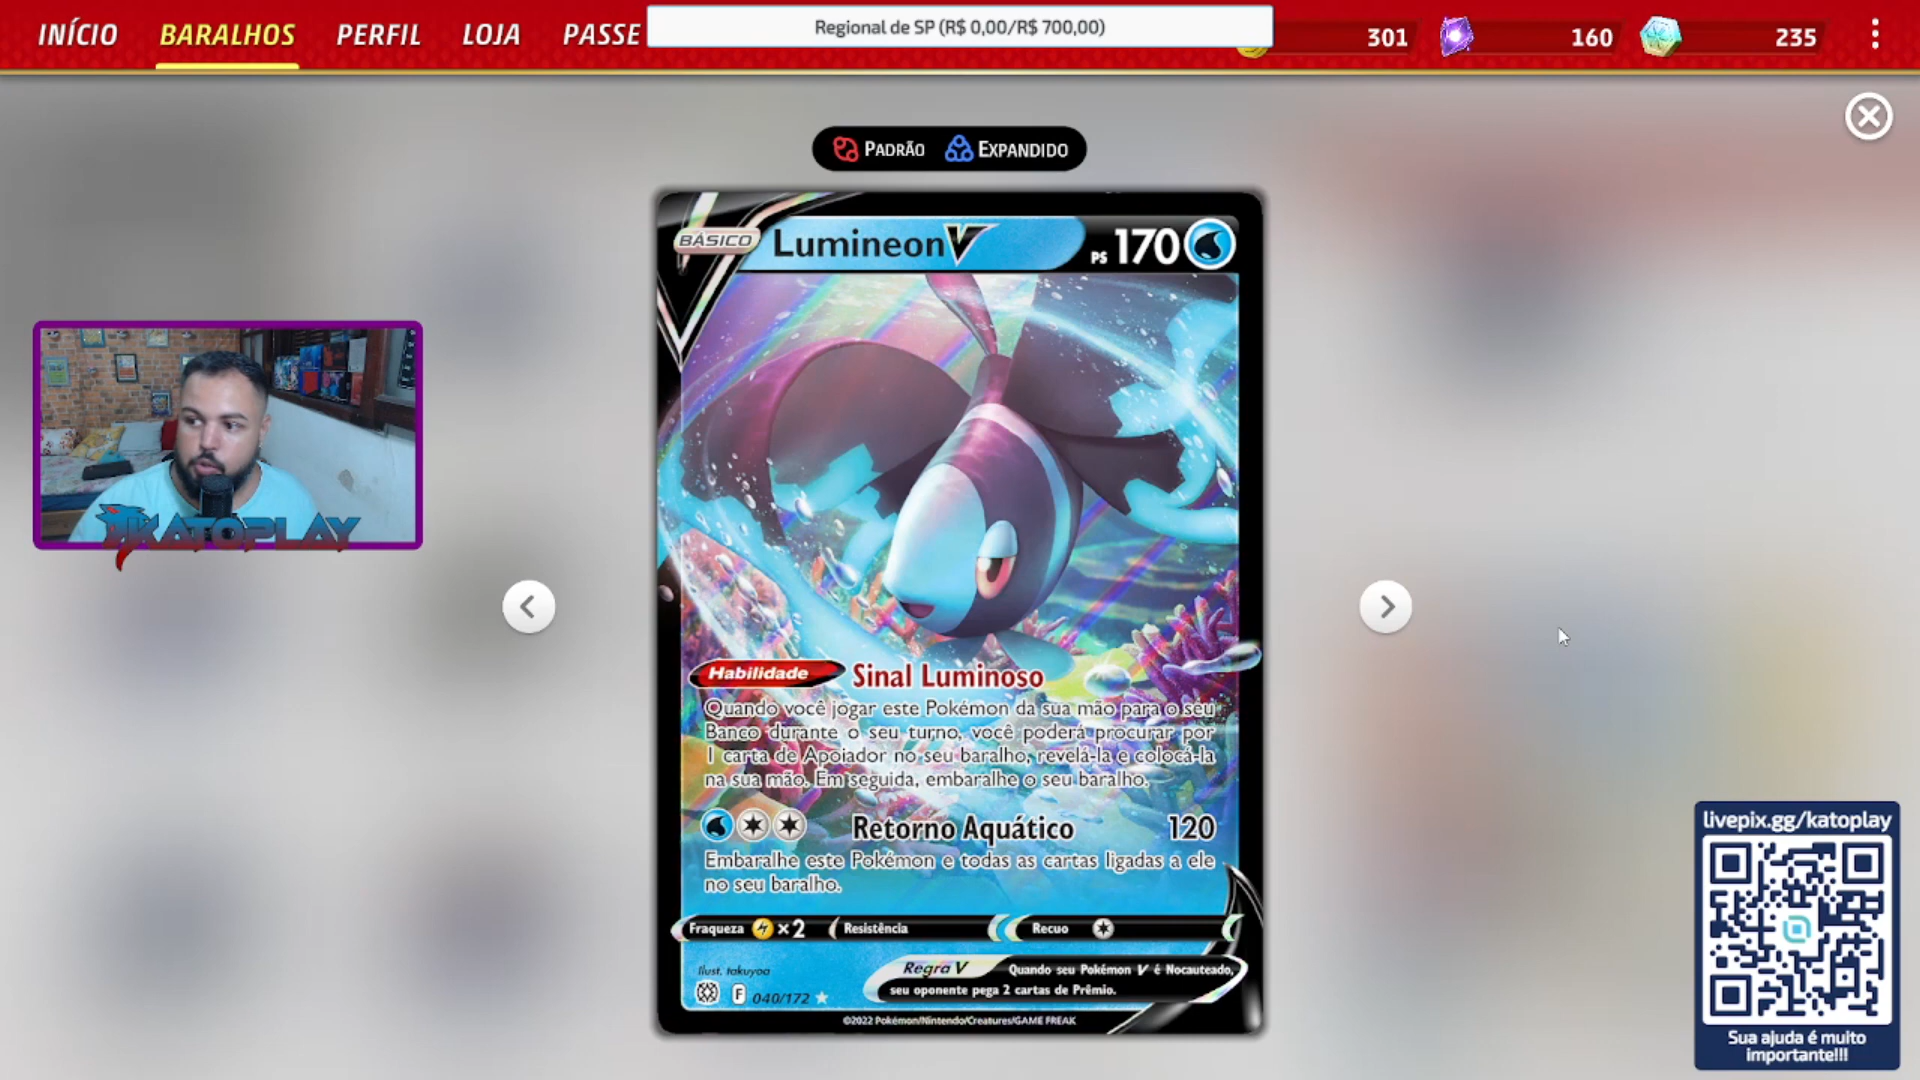 INÍCIO
BARALHOS
PERFIL
LOJA
PASSE
Regional de SP (R$ 0,00/R$ 700,00)
301
160
235
PADRÃO
EXPANDIDO
BÁSICO
Lumineon V
PS 170
KATOPLAY
Habilidade
Sinal Luminoso
Quando você jogar este Pokémon da sua mão para o seu
Banco durante o seu turno, você poderá procurar por
1 carta de Apoiador no seu baralho, revelá-la e colocá-la
na sua mão. Em seguida, embaralhe o seu baralho.
Retorno Aquático
120
Embaralhe este Pokémon e todas as cartas ligadas a ele
no seu baralho.
Fraqueza
×2
Resistência
Recuo
Ilust. takuyoa
F
040/172
Regra V
Quando seu Pokémon V é Nocauteado,
seu oponente pega 2 cartas de Prêmio.
©2022 Pokémon/Nintendo/Creatures/GAME FREAK
livepix.gg/katoplay
Sua ajuda é muito
importante!!!